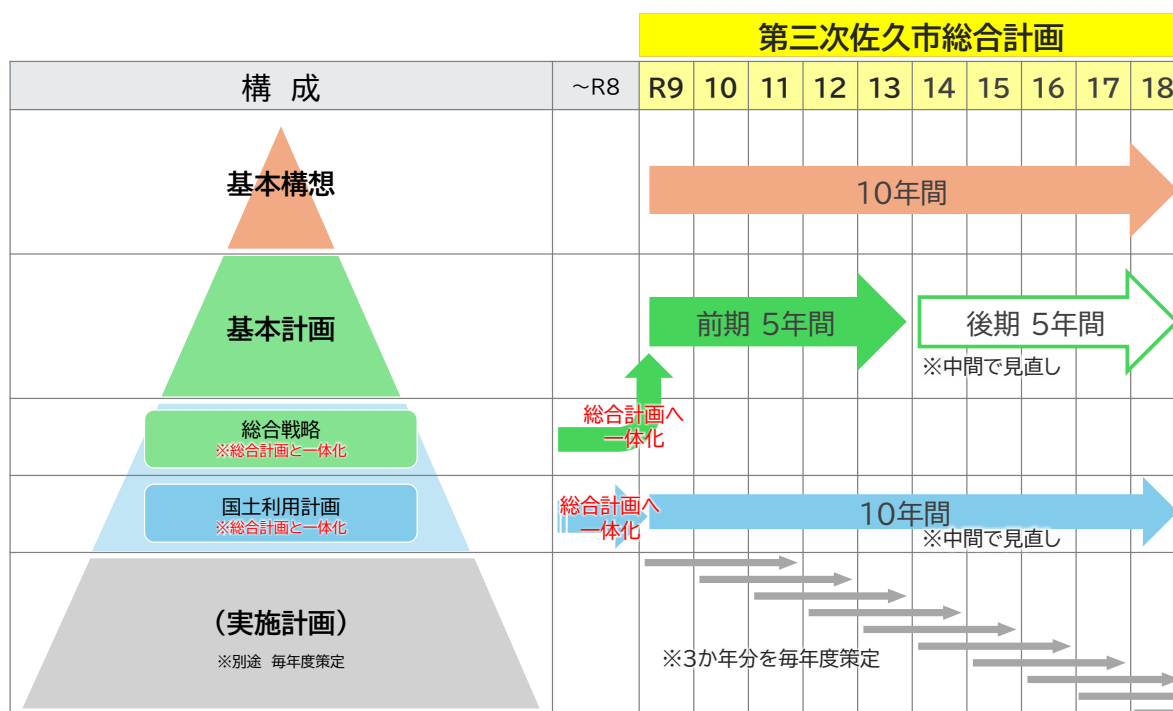 第三次佐久市総合計画
構 成
～R8
R9
10
11
12
13
14
15
16
17
18
基本構想
10年間
基本計画
前期 5年間
後期 5年間
※中間で見直し
総合戦略
※総合計画と一体化
総合計画へ
一体化
国土利用計画
※総合計画と一体化
総合計画へ
一体化
10年間
※中間で見直し
(実施計画)
※別途 毎年度策定
※3か年分を毎年度策定